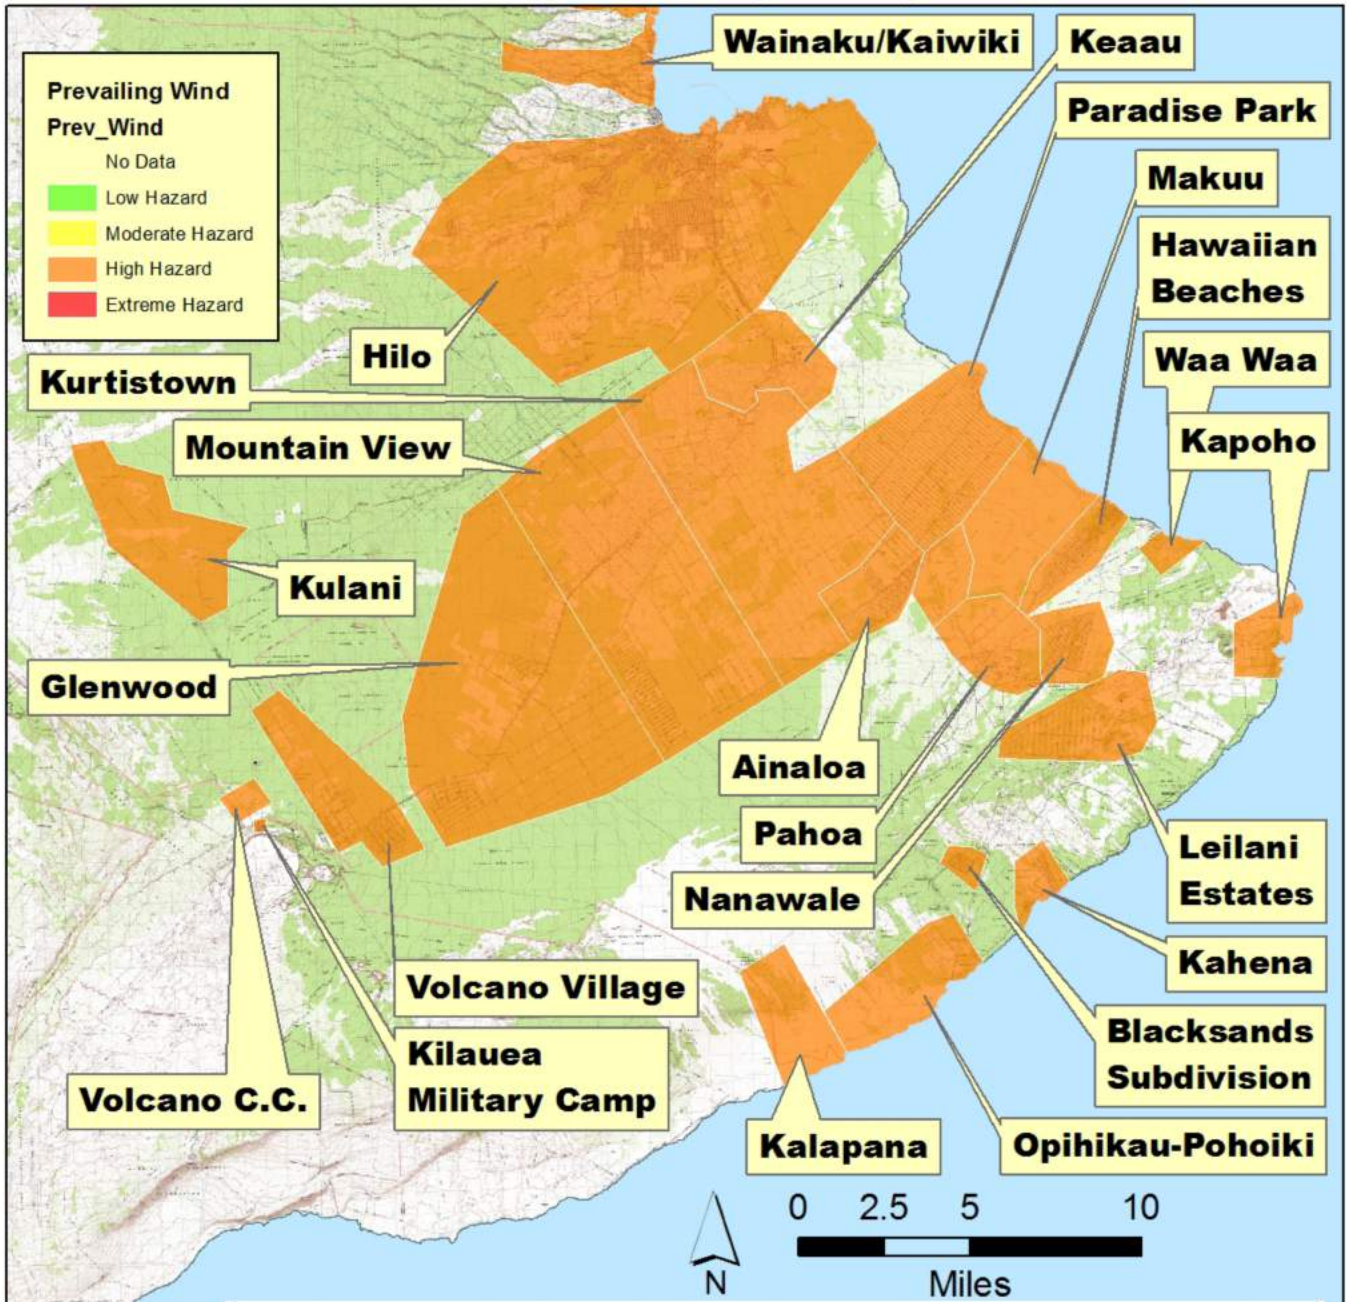 Wainaku/Kaiwiki
Keaau
Prevailing Wind
Prev_Wind
No Data
Low Hazard
Moderate Hazard
High Hazard
Extreme Hazard
Paradise Park
Makuu
Hawaiian
Beaches
Hilo
Waa Waa
Kurtistown
Mountain View
Kapoho
Kulani
Glenwood
Ainaloa
Pahoa
Nanawale
Leilani
Estates
Kahena
Volcano Village
Blacksands
Subdivision
Kilauea
Military Camp
Volcano C.C.
Kalapana
Opihikau-Pohoiki
0 2.5 5 10
Miles
N